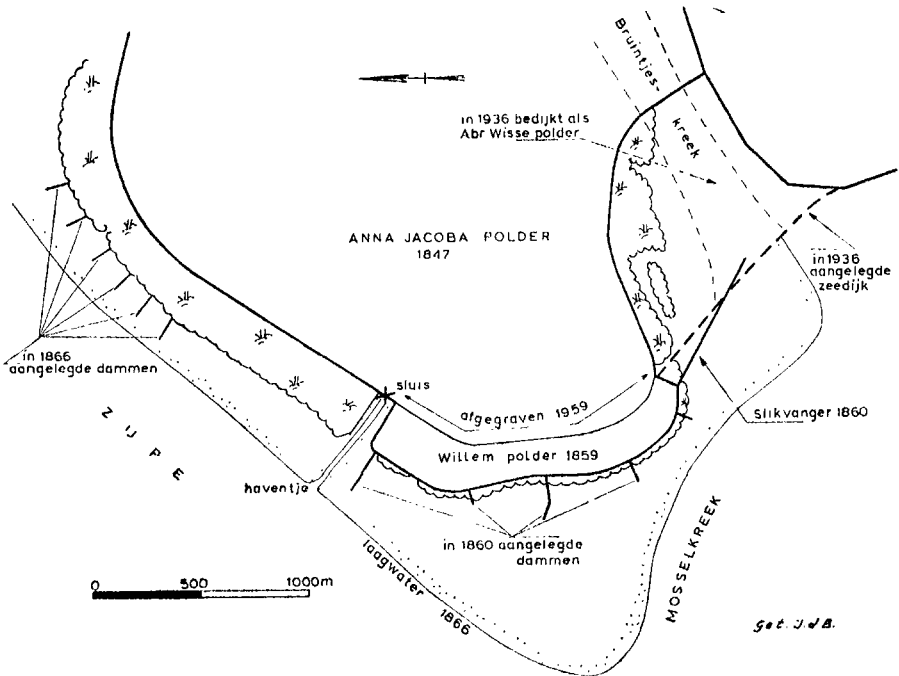 Bruintjes-
kreek
in 1936 bedijkt als
Abr Wisse polder
ANNA JACOBA POLDER
1847
in 1936
aangelegde
zeedijk
in 1866
aangelegde dammen
sluis
afgegraven 1959
Slikvanger 1860
ZIJPE
Willem polder 1859
haventje
in 1860 aangelegde
dammen
laagwater 1866
MOSSELKREEK
0 500 1000m
Get. J.d B.